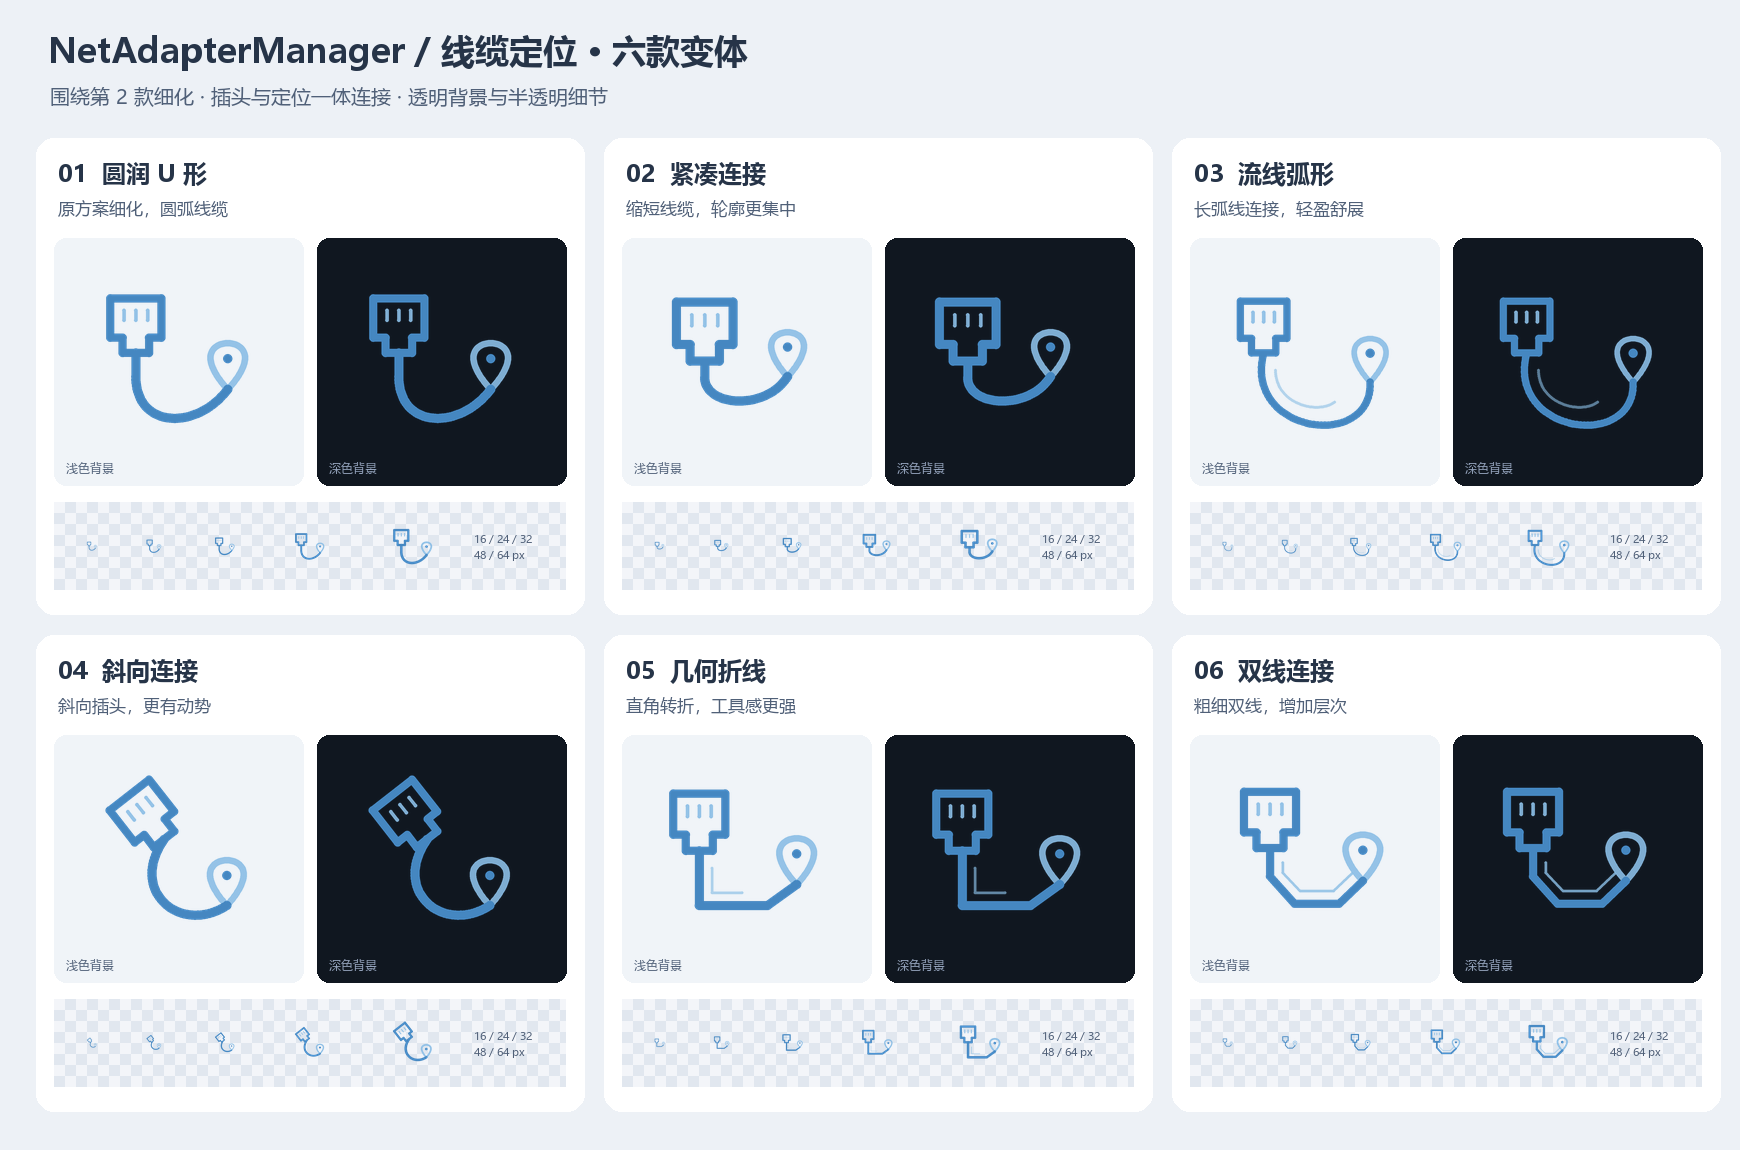 NetAdapterManager / 线缆定位 • 六款变体
围绕第 2 款细化 · 插头与定位一体连接 · 透明背景与半透明细节
01 圆润 U 形
原方案细化，圆弧线缆
浅色背景
深色背景
16 / 24 / 32
48 / 64 px
02 紧凑连接
缩短线缆，轮廓更集中
浅色背景
深色背景
16 / 24 / 32
48 / 64 px
03 流线弧形
长弧线连接，轻盈舒展
浅色背景
深色背景
16 / 24 / 32
48 / 64 px
04 斜向连接
斜向插头，更有动势
浅色背景
深色背景
16 / 24 / 32
48 / 64 px
05 几何折线
直角转折，工具感更强
浅色背景
深色背景
16 / 24 / 32
48 / 64 px
06 双线连接
粗细双线，增加层次
浅色背景
深色背景
16 / 24 / 32
48 / 64 px